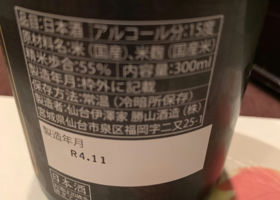 品目:日本酒 アルコール分:15度
原材料名:米(国産)、米麹(国産米)
精米歩合:55% 内容量:300ml
製造年月:枠外に記載
保存方法:常温(冷暗所保存)
製造者:仙台伊澤家 勝山酒造(株)
宮城県仙台市泉区福岡字二又25-1
製造年月
R4.11
日本酒